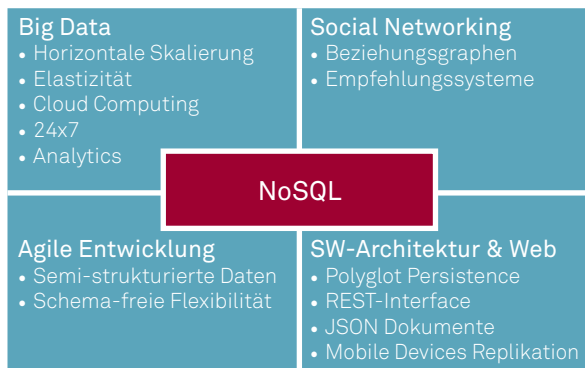 Big Data
• Horizontale Skalierung
• Elastizität
• Cloud Computing
• 24x7
• Analytics
Social Networking
• Beziehungsgraphen
• Empfehlungssysteme
NoSQL
Agile Entwicklung
• Semi-strukturierte Daten
• Schema-freie Flexibilität
SW-Architektur & Web
• Polyglot Persistence
• REST-Interface
• JSON Dokumente
• Mobile Devices Replikation